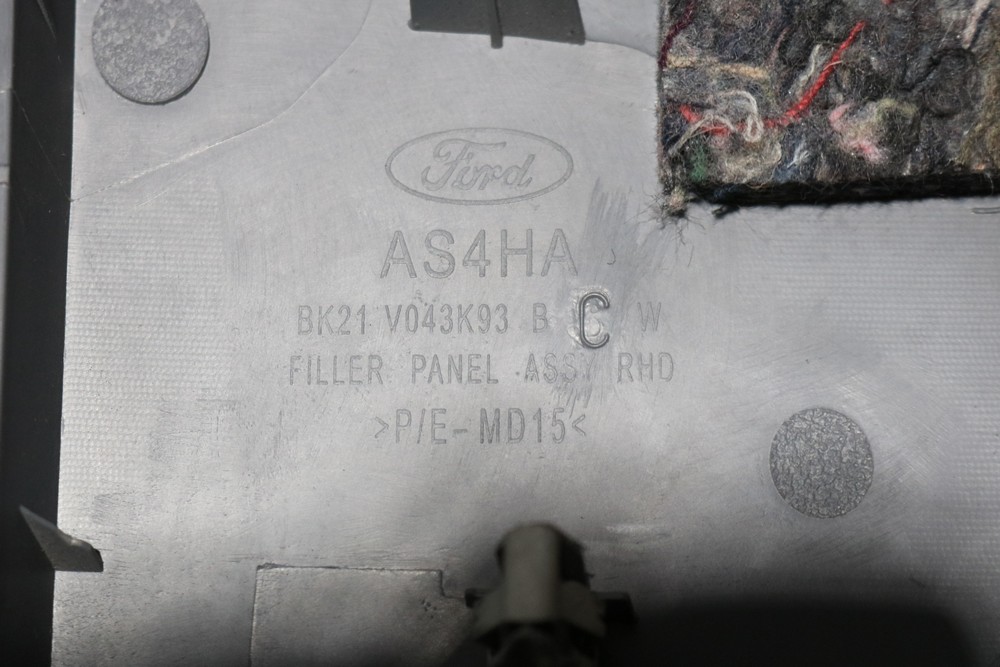 Ford
AS4HA
BK21 V043K93 B C W
FILLER PANEL ASSY RHD
>P/E-MD15<